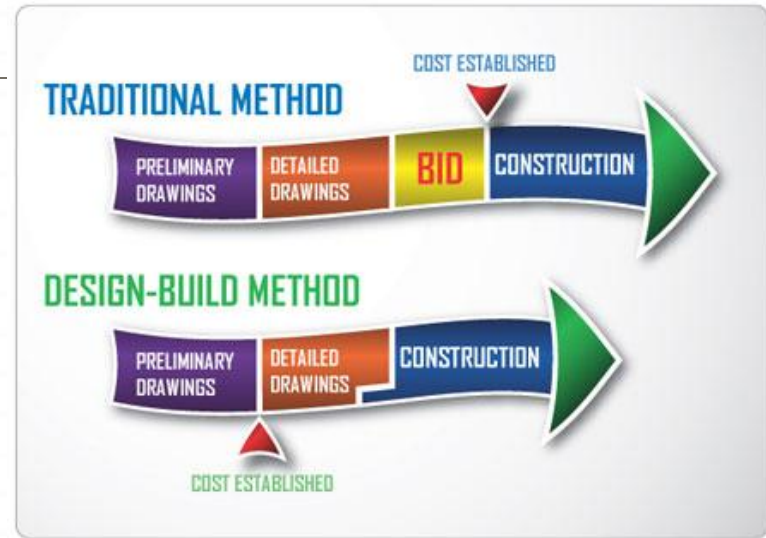 COST ESTABLISHED
TRADITIONAL METHOD
PRELIMINARY
DRAWINGS
DETAILED
DRAWINGS
BID
CONSTRUCTION
DESIGN-BUILD METHOD
PRELIMINARY
DRAWINGS
DETAILED
DRAWINGS
CONSTRUCTION
COST ESTABLISHED